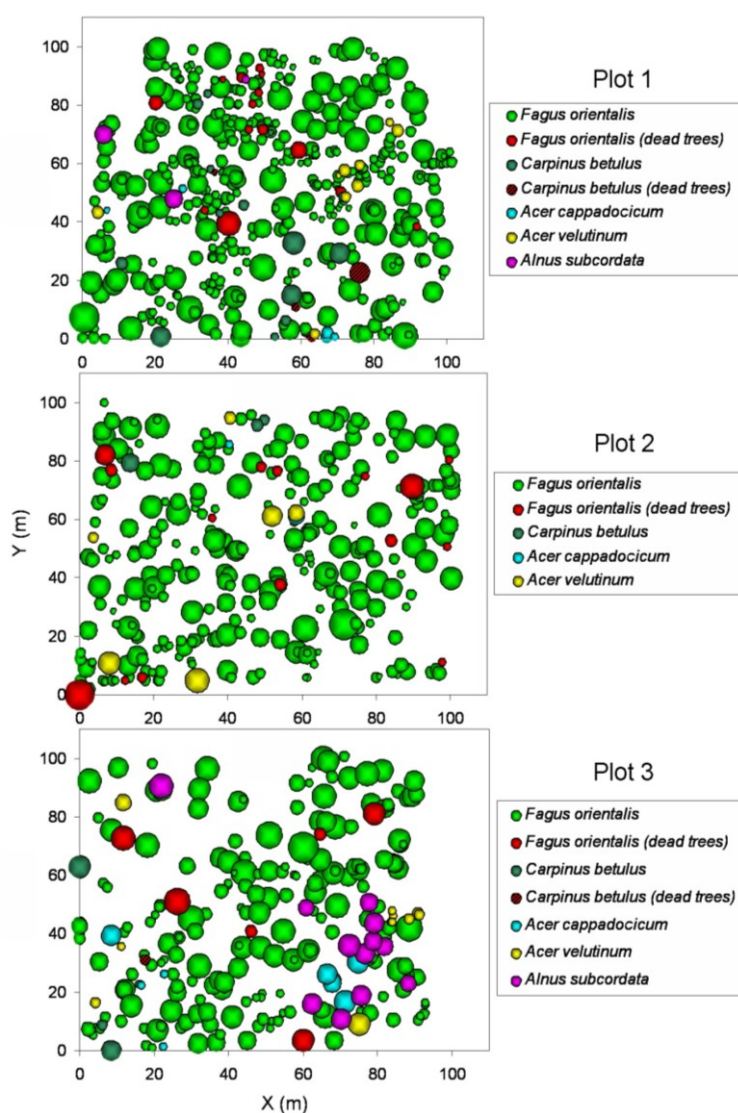 100
80
60
40
20
0
0 20 40 60 80 100
Plot 1
Fagus orientalis
Fagus orientalis (dead trees)
Carpinus betulus
Carpinus betulus (dead trees)
Acer cappadocicum
Acer velutinum
Alnus subcordata
Y (m)
100
80
60
40
20
0
0 20 40 60 80 100
Plot 2
Fagus orientalis
Fagus orientalis (dead trees)
Carpinus betulus
Acer cappadocicum
Acer velutinum
100
80
60
40
20
0
0 20 40 60 80 100
X (m)
Plot 3
Fagus orientalis
Fagus orientalis (dead trees)
Carpinus betulus
Carpinus betulus (dead trees)
Acer cappadocicum
Acer velutinum
Alnus subcordata